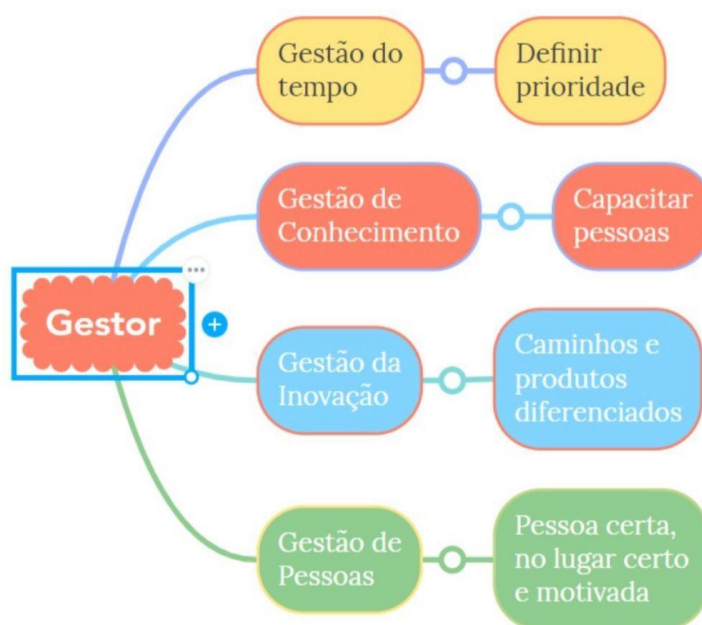 Gestão do
tempo
Definir
prioridade
Gestão de
Conhecimento
Capacitar
pessoas
Gestor
Gestão da
Inovação
Caminhos e
produtos
diferenciados
Gestão de
Pessoas
Pessoa certa,
no lugar certo
e motivada